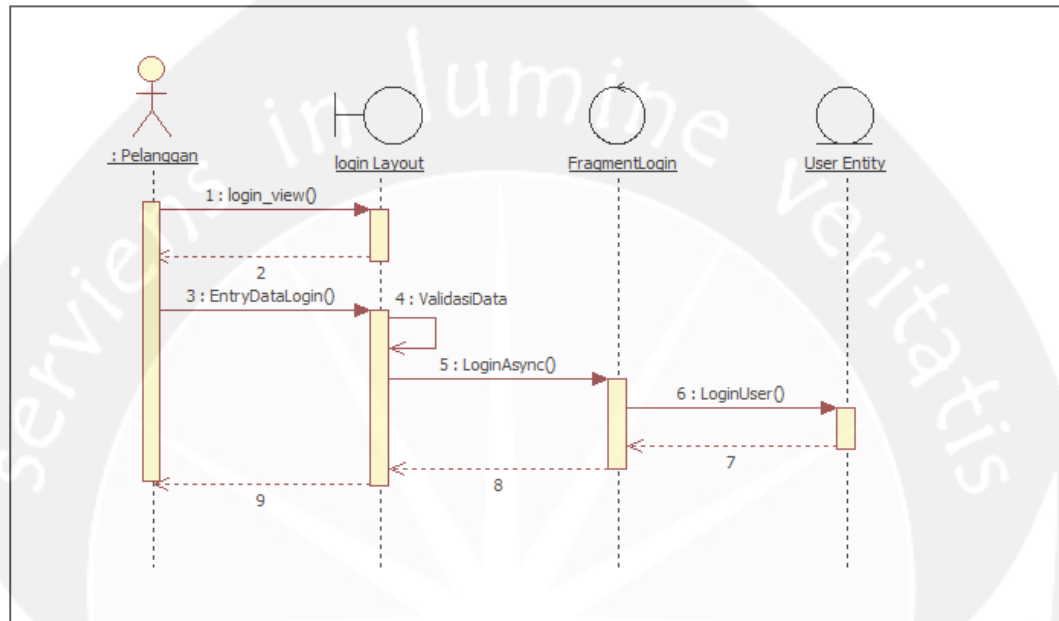 serviens in lumine veritatis
: Pelanggan
login Layout
FragmentLogin
User Entity
1 : login_view()
2
3 : EntryDataLogin()
4 : ValidasiData
5 : LoginAsync()
6 : LoginUser()
7
8
9